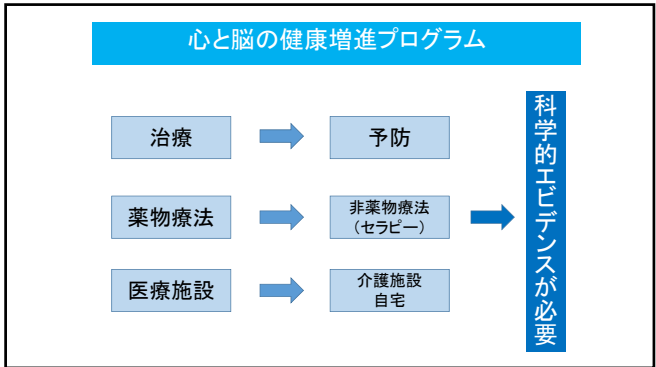 心と脳の健康増進プログラム
治療
予防
薬物療法
非薬物療法
（セラピー）
医療施設
介護施設
自宅
科学的エビデンスが必要